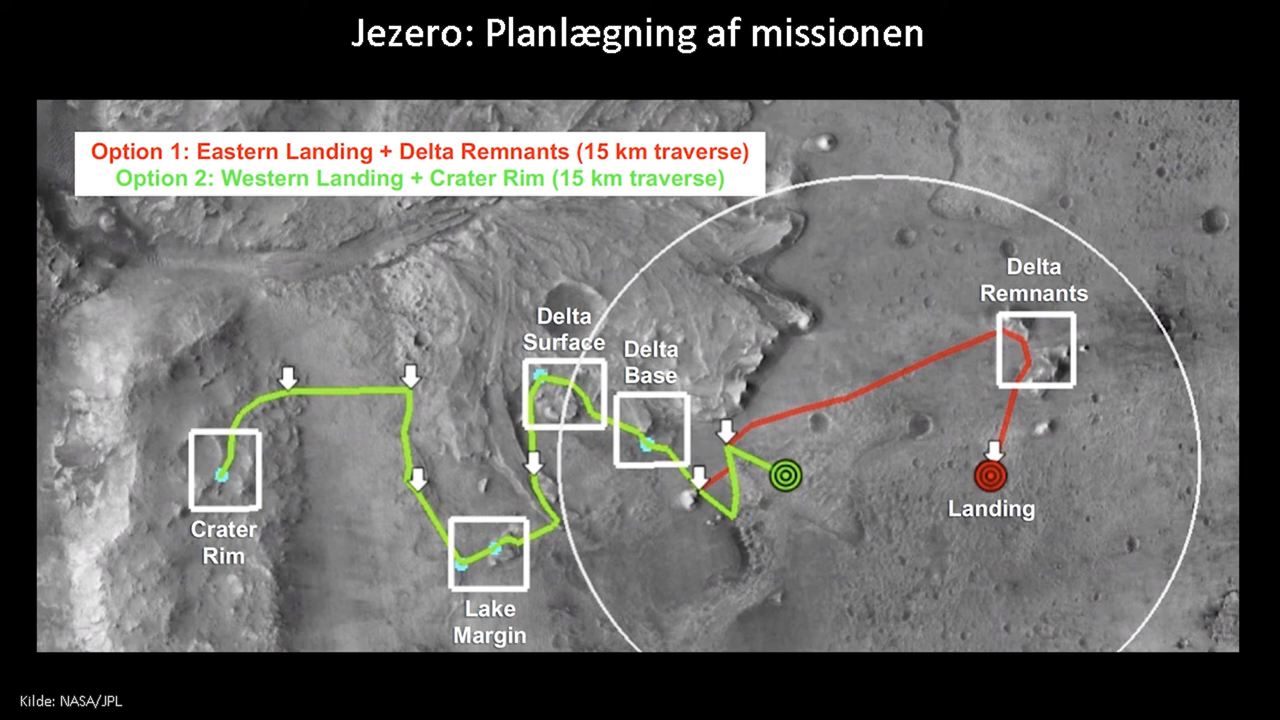 Jezero: Planlægning af missionen
Option 1: Eastern Landing + Delta Remnants (15 km traverse)
Option 2: Western Landing + Crater Rim (15 km traverse)
Delta
Remnants
Delta
Surface
Delta
Base
Landing
Crater
Rim
Lake
Margin
Kilde: NASA/JPL